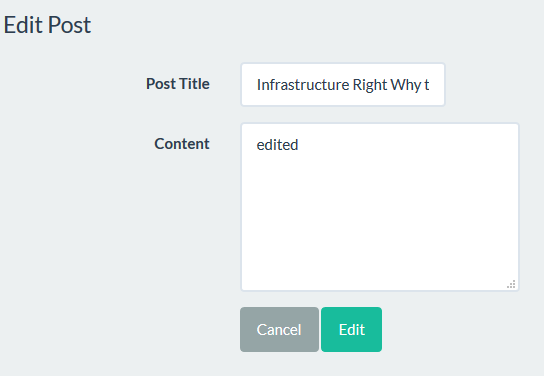 Edit Post
Post Title
Infrastructure Right Why t
Content
edited
Cancel Edit